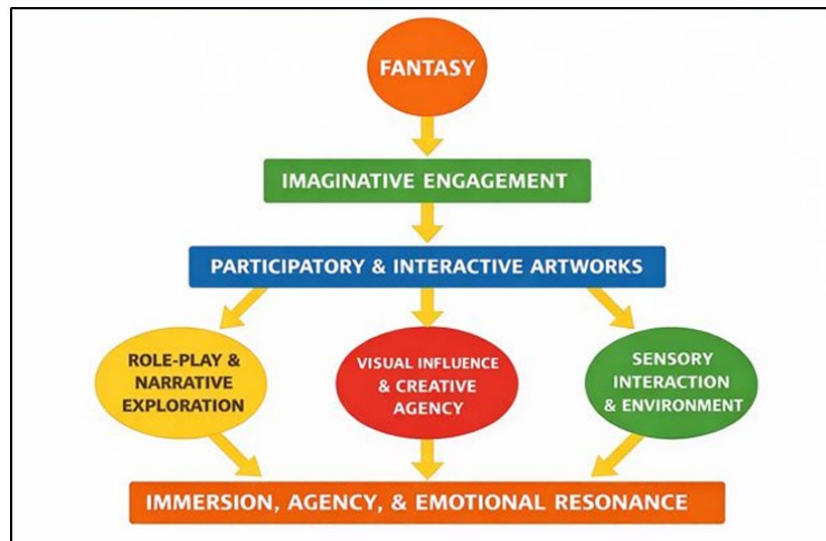 FANTASY
IMAGINATIVE ENGAGEMENT
PARTICIPATORY & INTERACTIVE ARTWORKS
ROLE-PLAY &
NARRATIVE
EXPLORATION
VISUAL INFLUENCE
& CREATIVE
AGENCY
SENSORY
INTERACTION
& ENVIRONMENT
IMMERSION, AGENCY, & EMOTIONAL RESONANCE